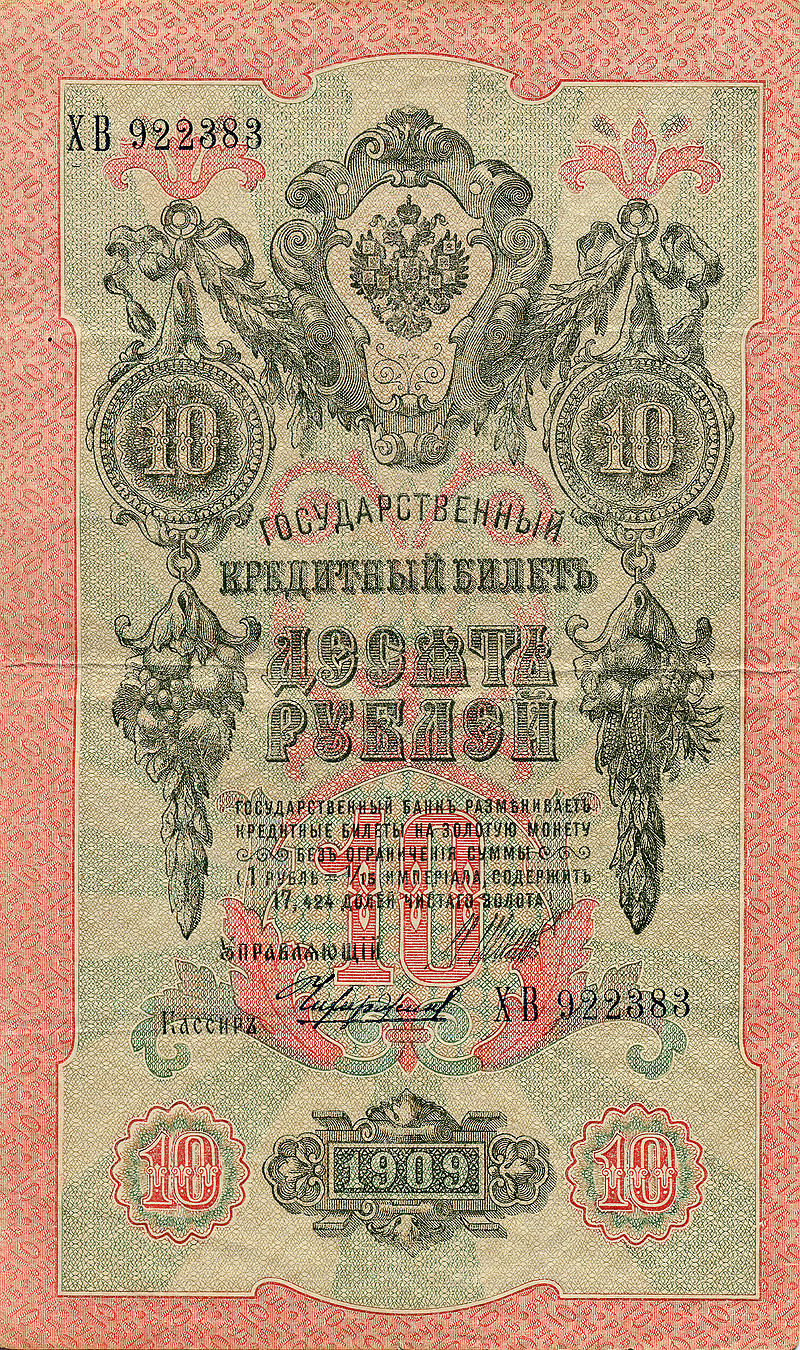 ХВ 922383
10 10
ГОСУДАРСТВЕННЫЙ
КРЕДИТНЫЙ БИЛЕТЪ
ДЕСЯТЬ
РУБЛЕЙ
ГОСУДАРСТВЕННЫЙ БАНКЪ РАЗМѢНИВАЕТЪ
КРЕДИТНЫЕ БИЛЕТЫ НА ЗОЛОТУЮ МОНЕТУ
БЕЗЪ ОГРАНИЧЕНІЯ СУММЫ
(1 РУБЛЬ = 1/15 ИМПЕРІАЛА, СОДЕРЖИТЪ
17,424 ДОЛЕЙ ЧИСТАГО ЗОЛОТА)
10
УПРАВЛЯЮЩІЙ
КАССИРЪ
ХВ 922383
10 1909 10